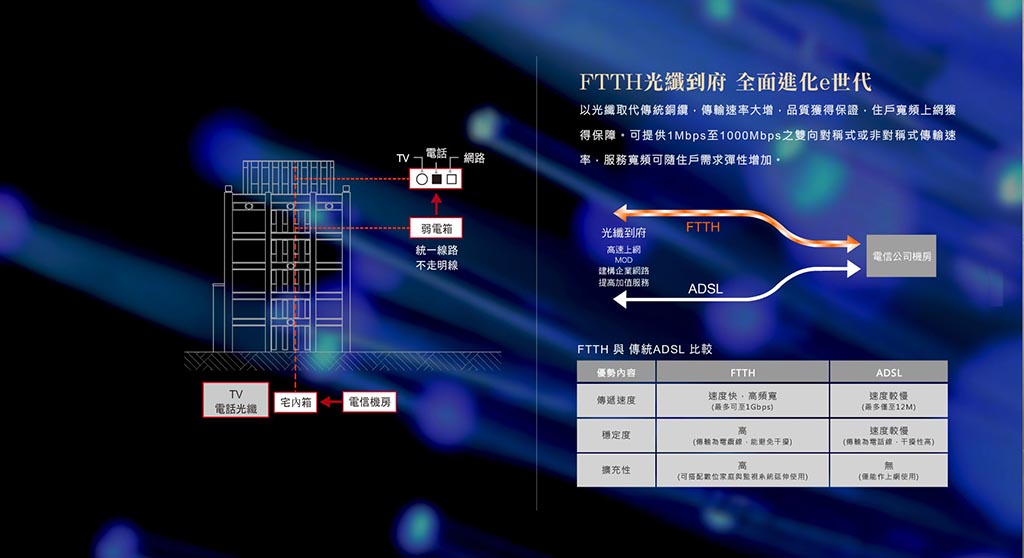 TV
電話
網路
弱電箱
統一線路
不走明線
TV
電話光纖
宅內箱
電信機房
FTTH光纖到府 全面進化e世代
以光纖取代傳統銅纜，傳輸速率大增，品質獲得保證，住戶寬頻上網獲
得保障。可提供1Mbps至1000Mbps之雙向對稱式或非對稱式傳輸速
率，服務寬頻可隨住戶需求彈性增加。
FTTH
光纖到府
高速上網
MOD
建構企業網路
提高加值服務
電信公司機房
ADSL
FTTH 與 傳統ADSL 比較
優勢內容 FTTH ADSL
傳遞速度 速度快，高頻寬 速度較慢
(最多可至1Gbps) (最多僅至12M)
穩定度 高 速度較慢
(傳輸為電纜線，能避免干擾) (傳輸為電話線，干擾性高)
擴充性 高 無
(可搭配數位家庭與監視系統延伸使用) (僅能作上網使用)